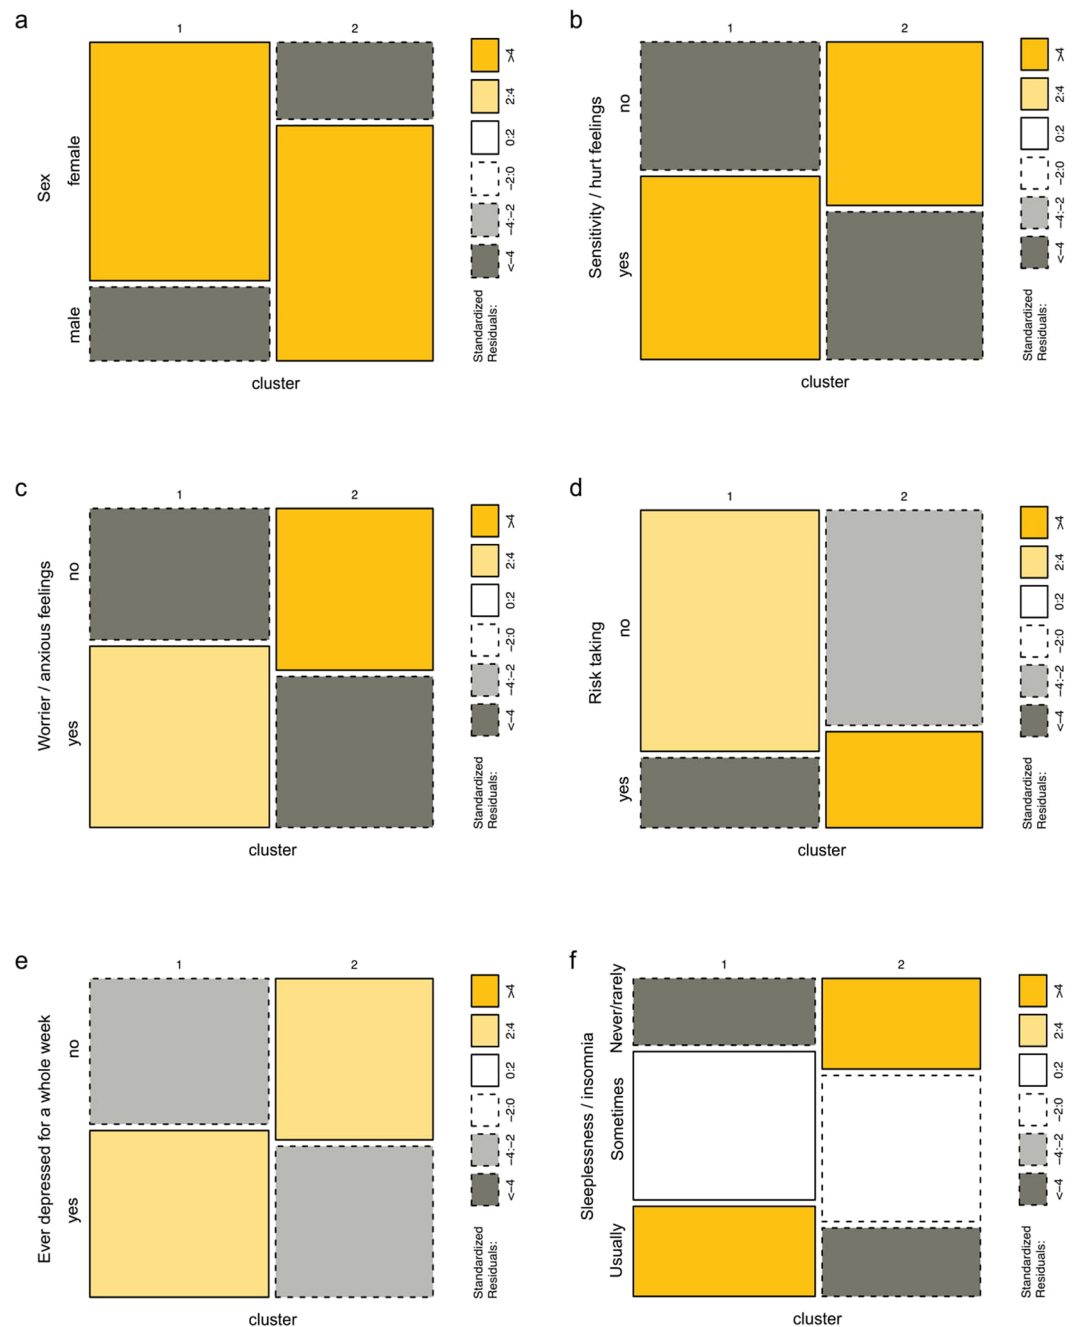 a
1
2
Sex
female
male
cluster
>4
2:4
0:2
−2:0
−4:−2
<−4
Standardized
Residuals:
b
1
2
Sensitivity / hurt feelings
no
yes
cluster
>4
2:4
0:2
−2:0
−4:−2
<−4
Standardized
Residuals:
c
1
2
Worrier / anxious feelings
no
yes
cluster
>4
2:4
0:2
−2:0
−4:−2
<−4
Standardized
Residuals:
d
1
2
Risk taking
no
yes
cluster
>4
2:4
0:2
−2:0
−4:−2
<−4
Standardized
Residuals:
e
1
2
Ever depressed for a whole week
no
yes
cluster
>4
2:4
0:2
−2:0
−4:−2
<−4
Standardized
Residuals:
f
1
2
Sleeplessness / insomnia
Never/rarely
Sometimes
Usually
cluster
>4
2:4
0:2
−2:0
−4:−2
<−4
Standardized
Residuals: